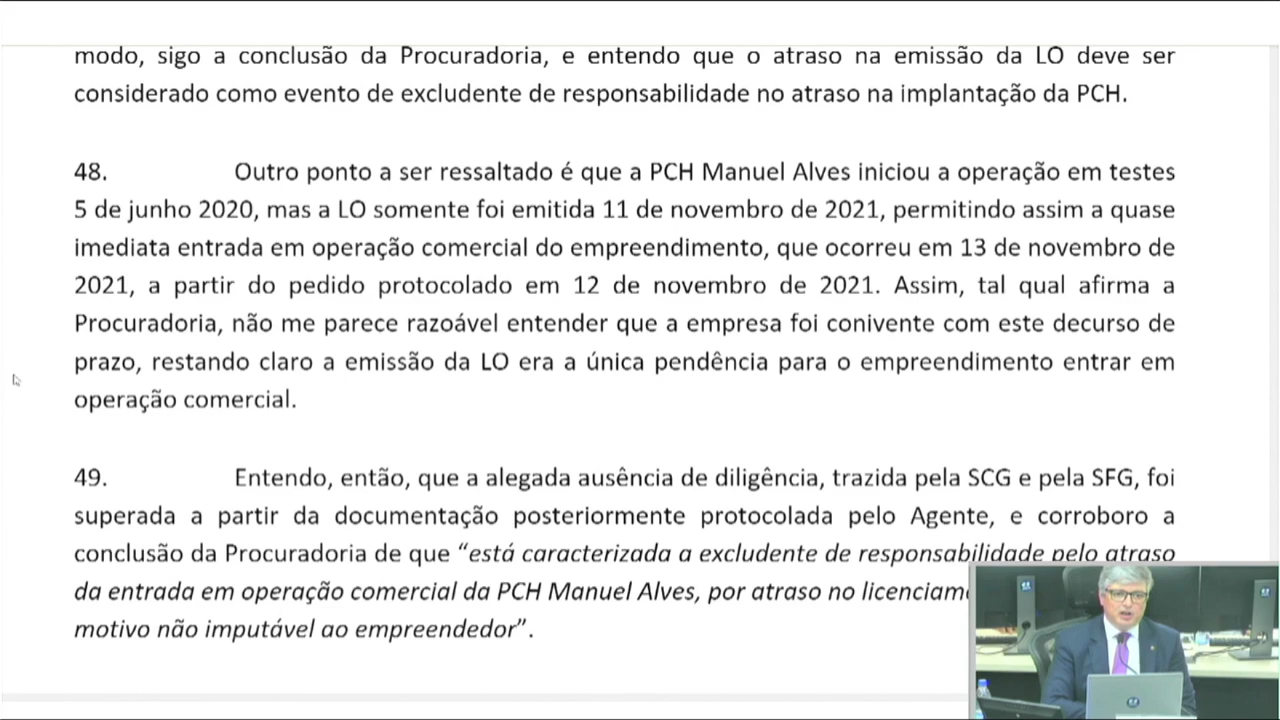 modo, sigo a conclusão da Procuradoria, e entendo que o atraso na emissão da LO deve ser
considerado como evento de excludente de responsabilidade no atraso na implantação da PCH.
48. Outro ponto a ser ressaltado é que a PCH Manuel Alves iniciou a operação em testes
5 de junho 2020, mas a LO somente foi emitida 11 de novembro de 2021, permitindo assim a quase
imediata entrada em operação comercial do empreendimento, que ocorreu em 13 de novembro de
2021, a partir do pedido protocolado em 12 de novembro de 2021. Assim, tal qual afirma a
Procuradoria, não me parece razoável entender que a empresa foi conivente com este decurso de
prazo, restando claro a emissão da LO era a única pendência para o empreendimento entrar em
operação comercial.
49. Entendo, então, que a alegada ausência de diligência, trazida pela SCG e pela SFG, foi
superada a partir da documentação posteriormente protocolada pelo Agente, e corroboro a
conclusão da Procuradoria de que “está caracterizada a excludente de responsabilidade pelo atraso
da entrada em operação comercial da PCH Manuel Alves, por atraso no
motivo não imputável ao empreendedor”.